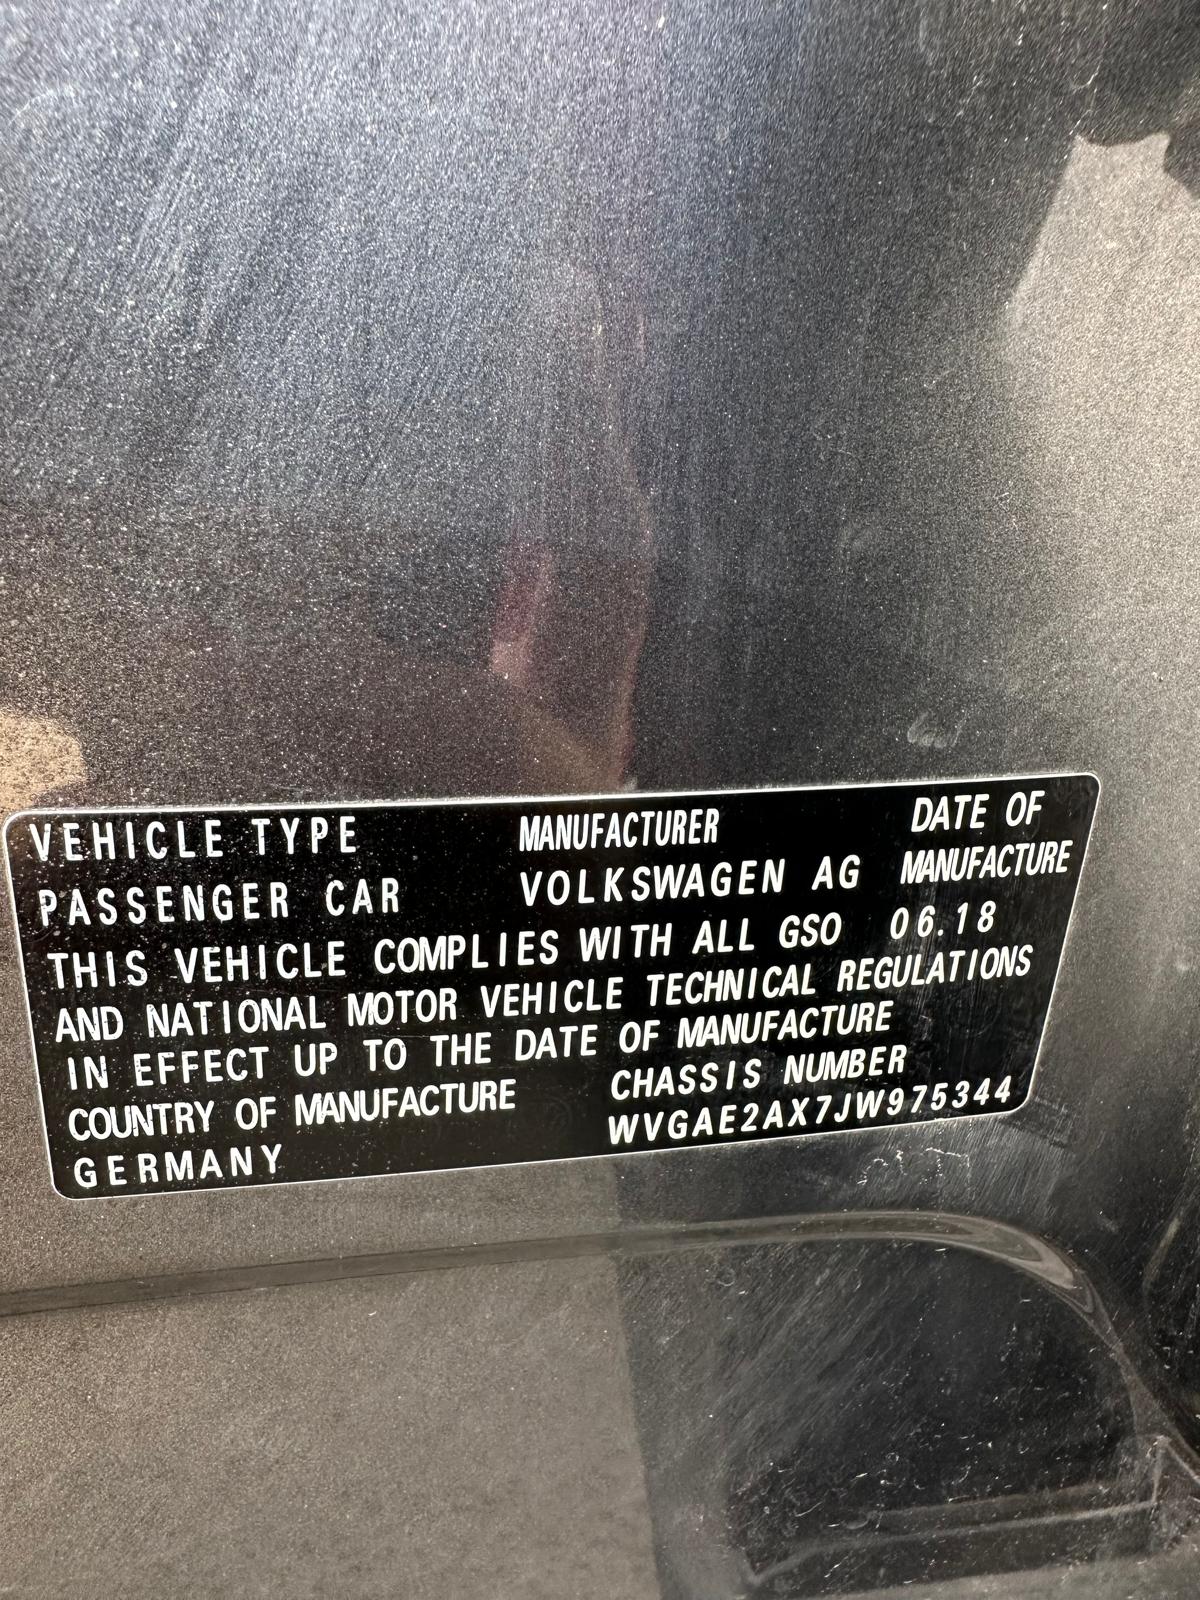 VEHICLE TYPE MANUFACTURER DATE OF
PASSENGER CAR VOLKSWAGEN AG MANUFACTURE
THIS VEHICLE COMPLIES WITH ALL GSO 06.18
AND NATIONAL MOTOR VEHICLE TECHNICAL REGULATIONS
IN EFFECT UP TO THE DATE OF MANUFACTURE
COUNTRY OF MANUFACTURE CHASSIS NUMBER
GERMANY WVGAE2AX7JW975344